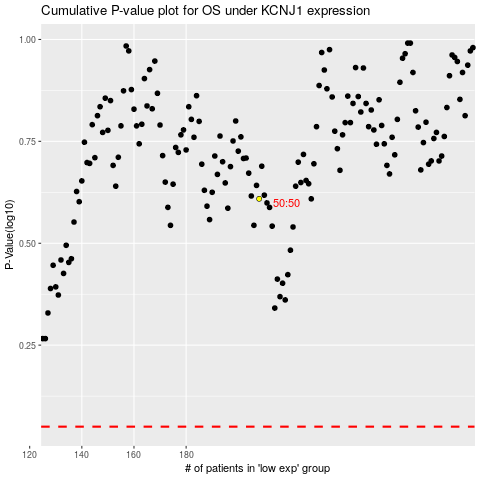 Cumulative P-value plot for OS under KCNJ1 expression
P-Value(log10)
1.00
0.75
0.50
0.25
50:50
120 140 160 180
# of patients in 'low exp' group